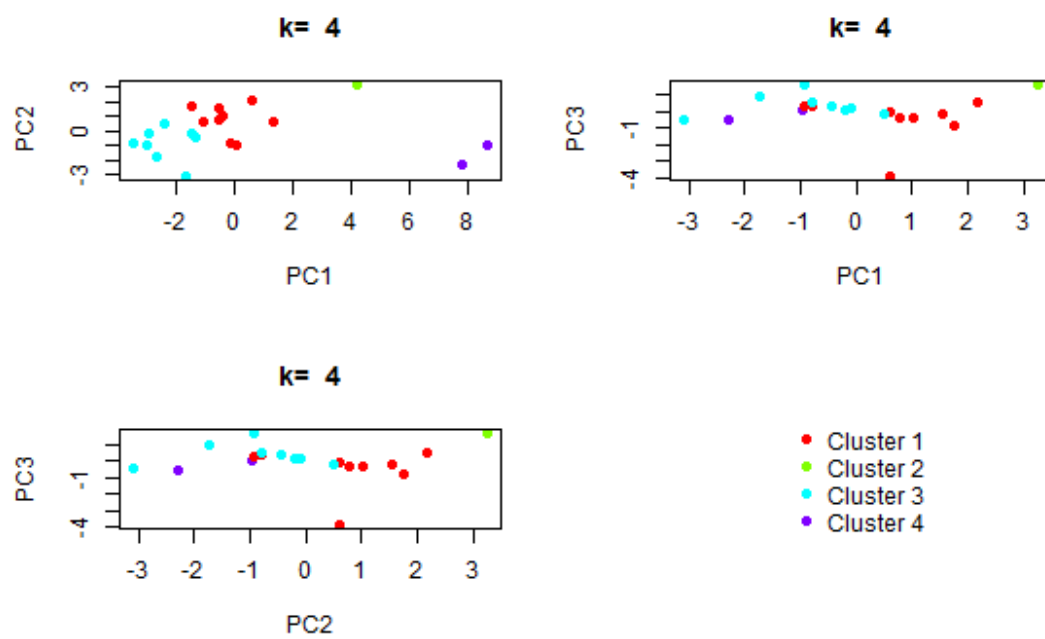 k= 4
PC2
3
0
-3
-2 0 2 4 6 8
PC1
k= 4
PC3
-1
-4
-3 -2 -1 0 1 2 3
PC1
k= 4
PC3
-1
-4
-3 -2 -1 0 1 2 3
PC2
Cluster 1
Cluster 2
Cluster 3
Cluster 4